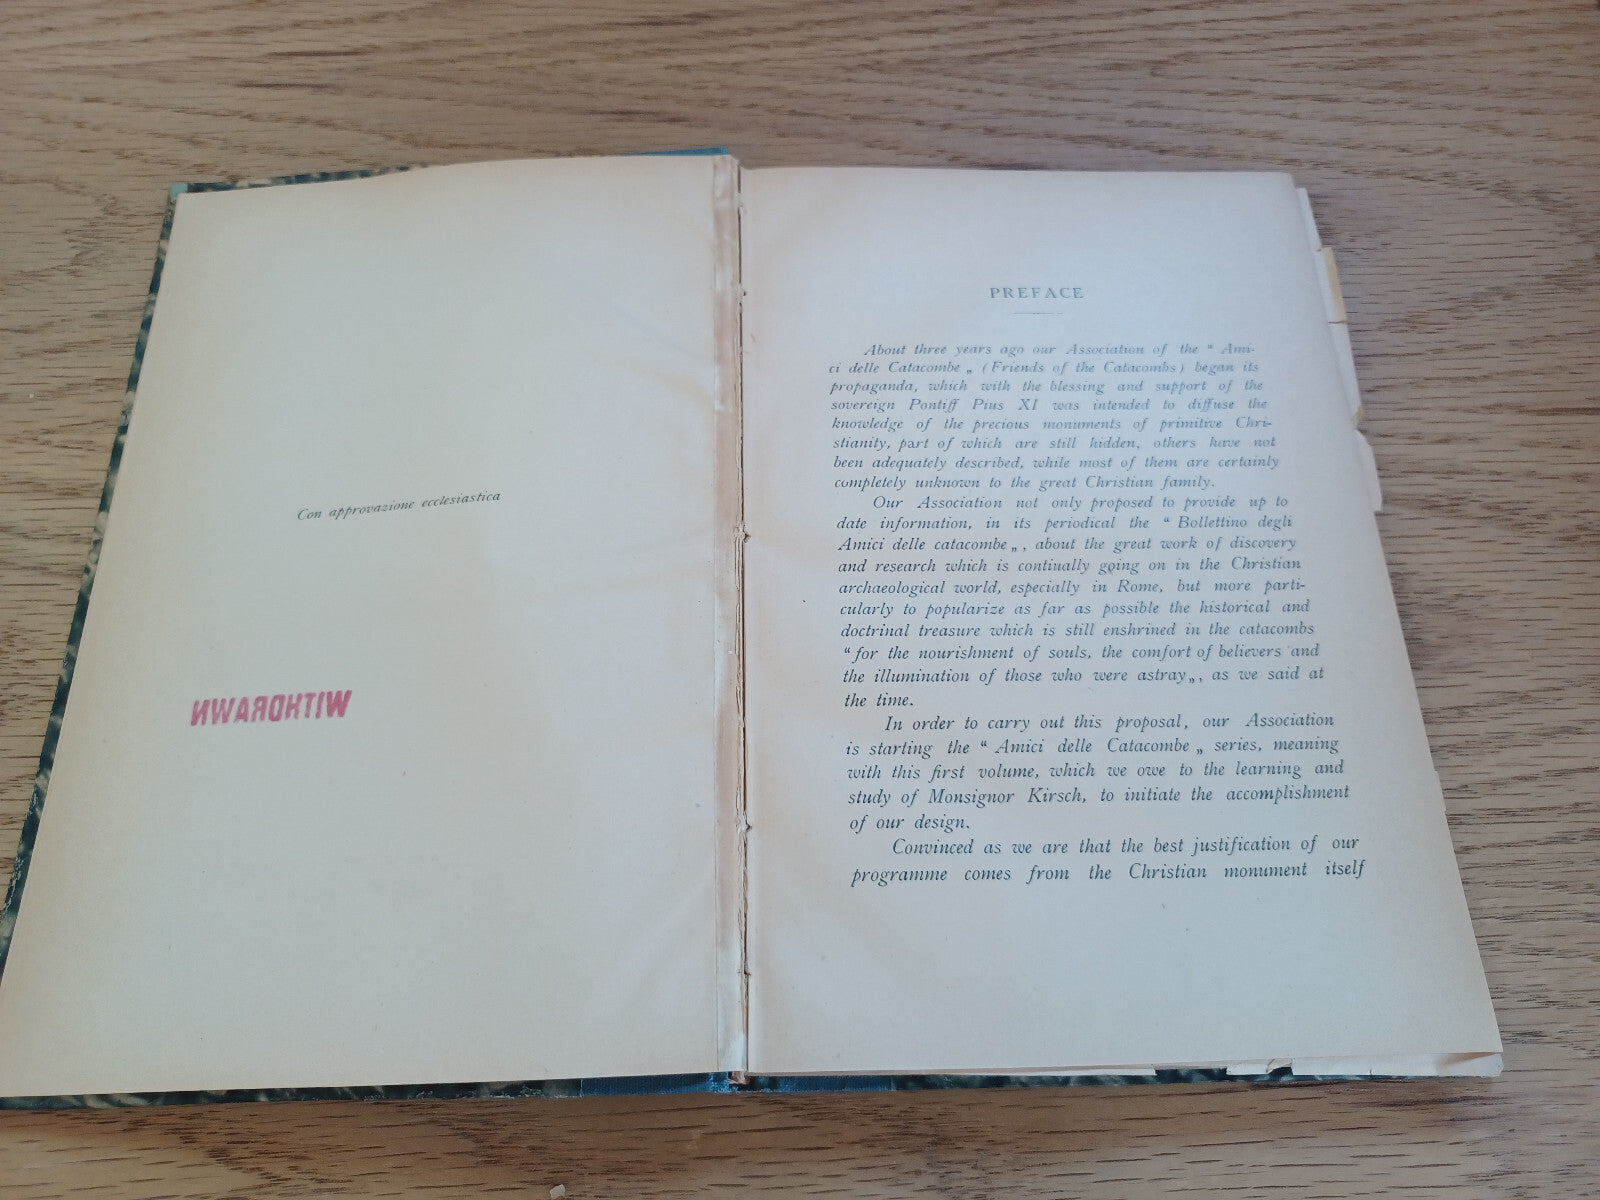 Con approvazione ecclesiastica
WITHDRAWN
PREFACE
About three years ago our Association of the “ Ami-
ci delle Catacombe „ (Friends of the Catacombs) began its
propaganda, which with the blessing and support of the
sovereign Pontiff Pius XI was intended to diffuse the
knowledge of the precious monuments of primitive Chri-
stianity, part of which are still hidden, others have not
been adequately described, while most of them are certainly
completely unknown to the great Christian family.
Our Association not only proposed to provide up to
date information, in its periodical the “ Bollettino degli
Amici delle catacombe „, about the great work of discovery
and research which is contiually going on in the Christian
archaeological world, especially in Rome, but more parti-
cularly to popularize as far as possible the historical and
doctrinal treasure which is still enshrined in the catacombs
“ for the nourishment of souls, the comfort of believers and
the illumination of those who were astray „, as we said at
the time.
In order to carry out this proposal, our Association
is starting the “ Amici delle Catacombe „ series, meaning
with this first volume, which we owe to the learning and
study of Monsignor Kirsch, to initiate the accomplishment
of our design.
Convinced as we are that the best justification of our
programme comes from the Christian monument itself